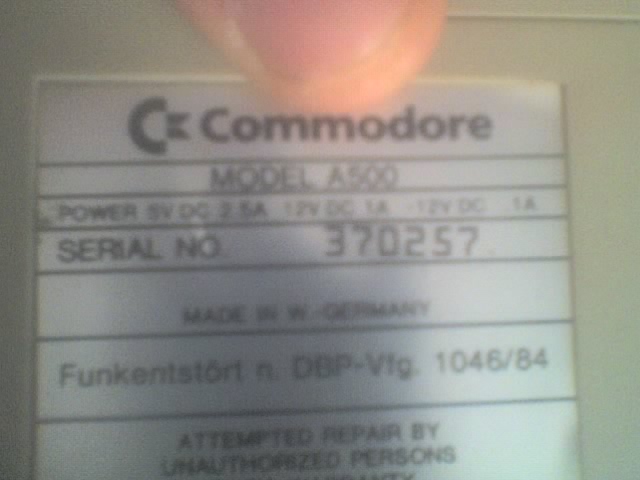 Commodore
MODEL A500
POWER 5V DC 2.5A 12V DC 1A -12V DC .1A
SERIAL NO. 370257
MADE IN W.-GERMANY
Funkentstört n. DBP-Vfg. 1046/84
ATTEMPTED REPAIR BY
UNAUTHORIZED PERSONS
WARRANTY